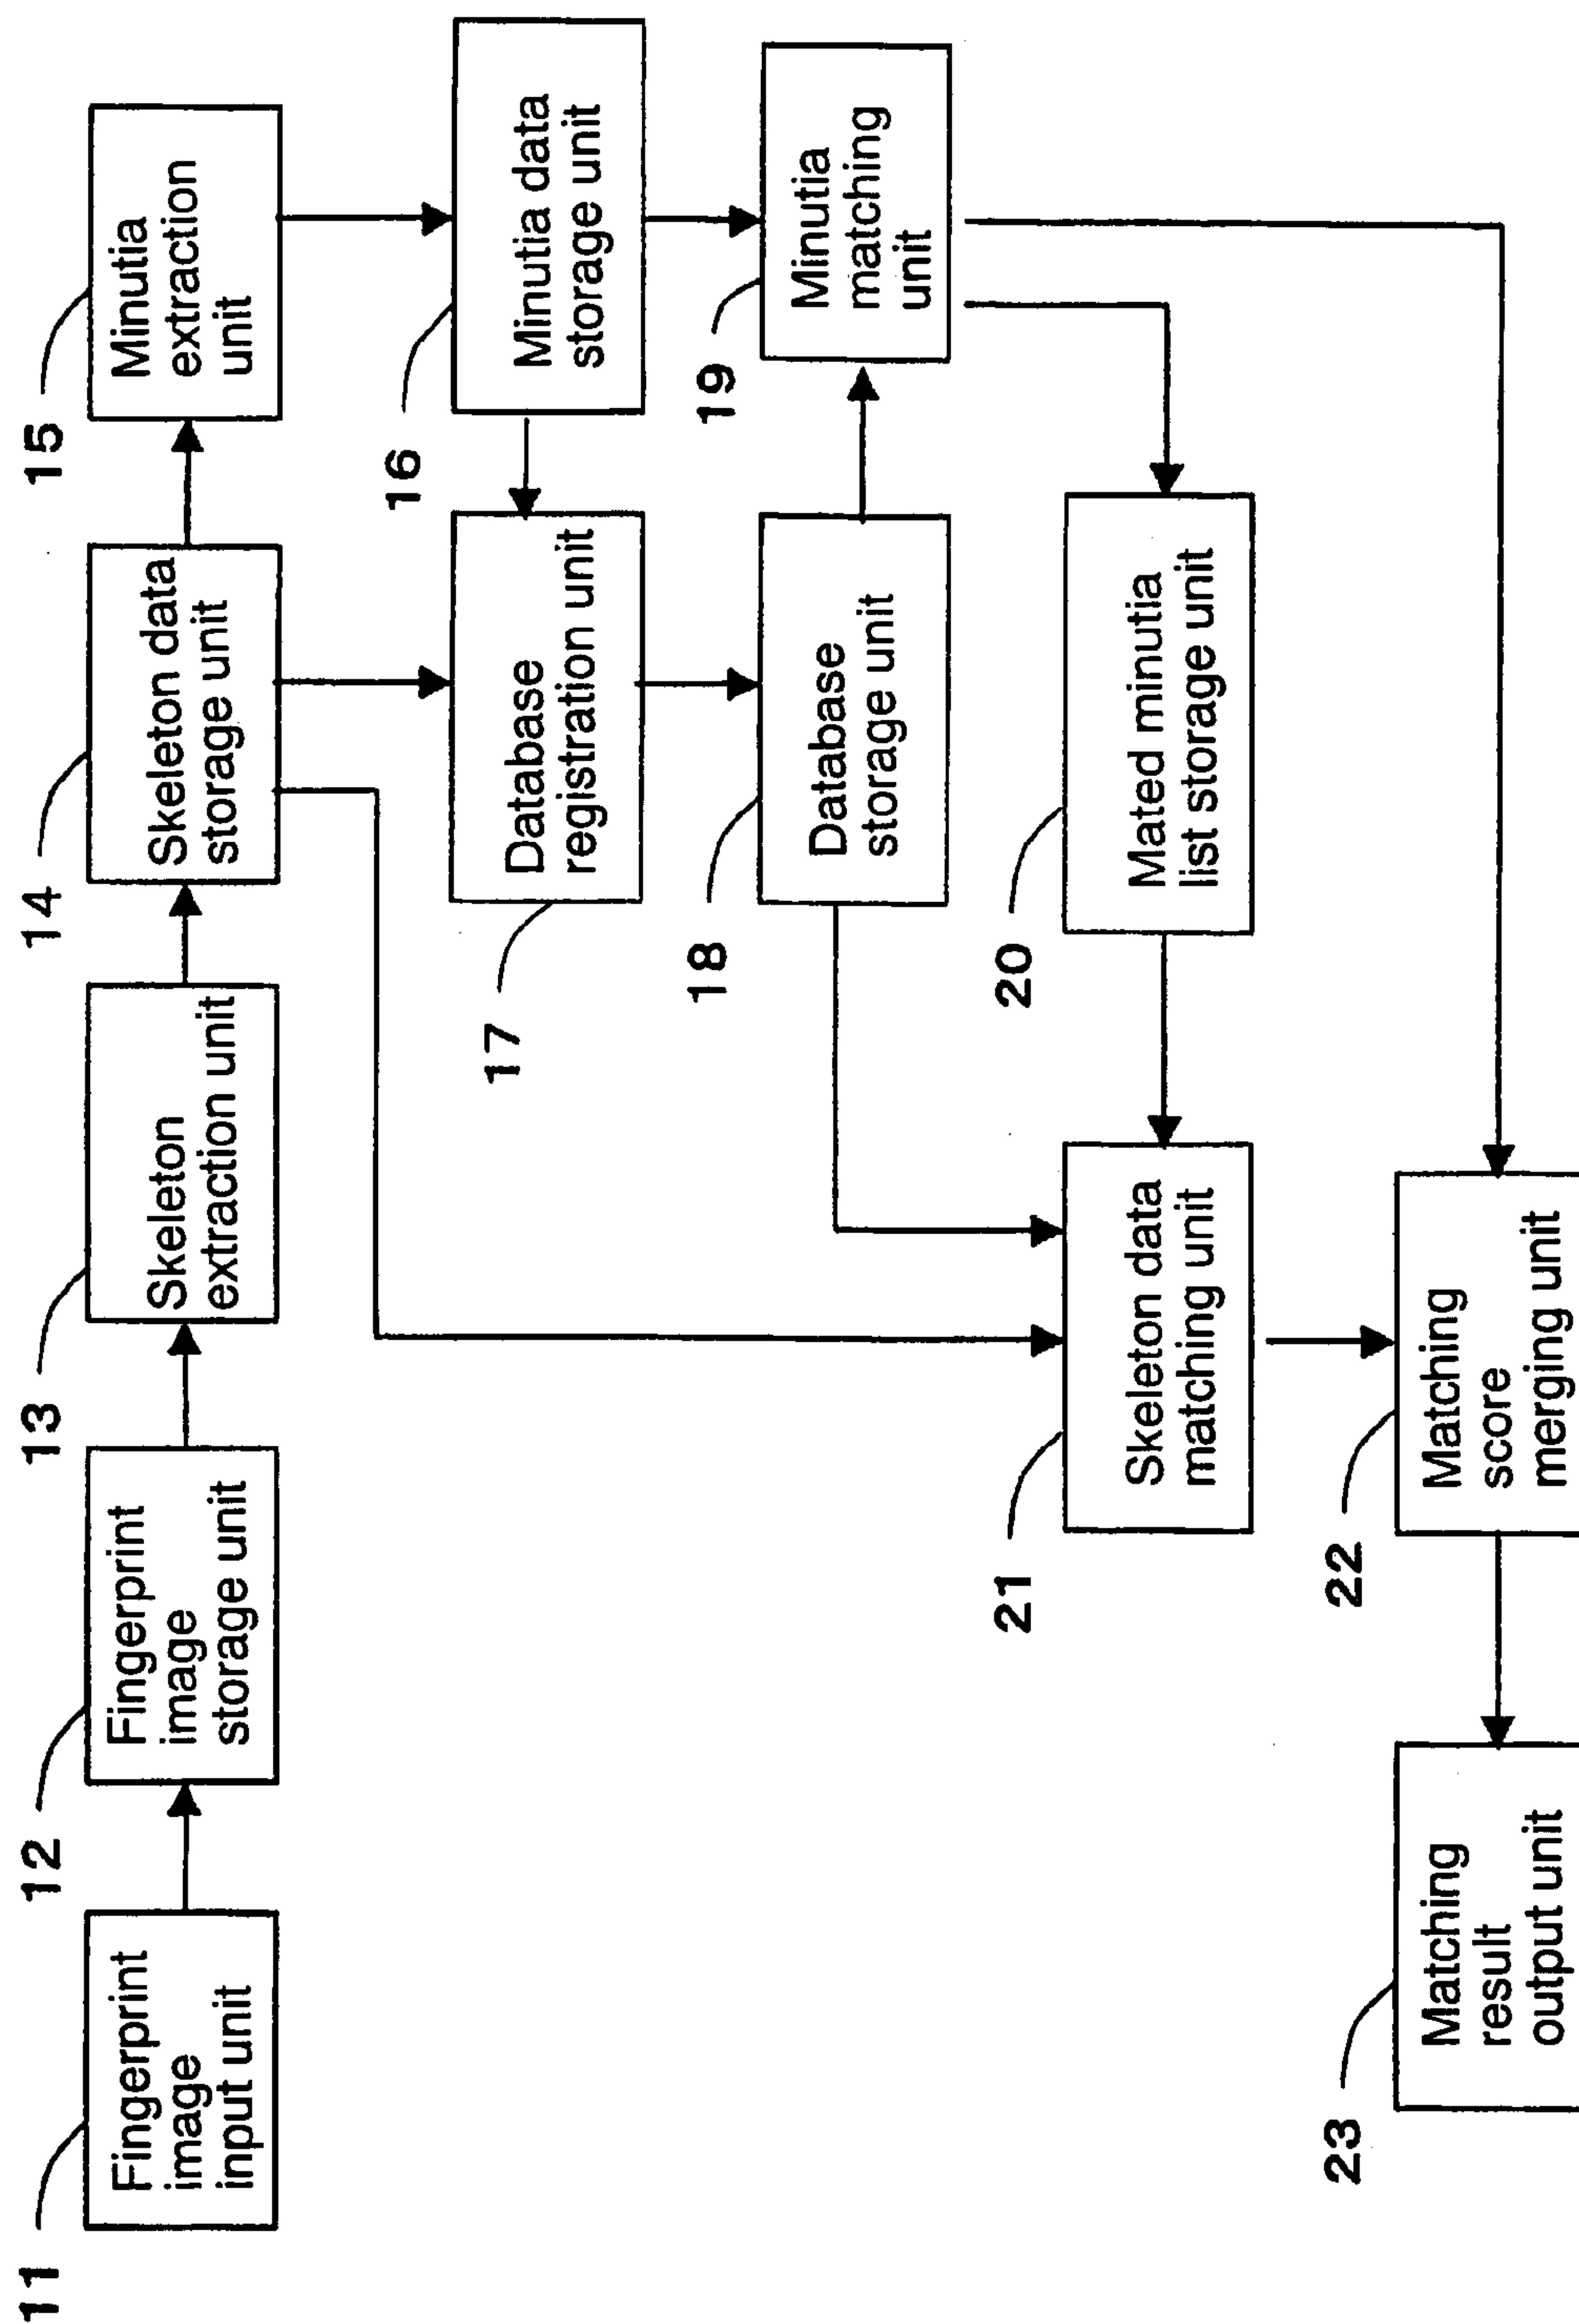 11
Fingerprint
image
input unit
12
Fingerprint
image
storage unit
13
Skeleton
extraction unit
14
Skeleton data
storage unit
15
Minutia
extraction
unit
16
Minutia data
storage unit
17
Database
registration unit
18
Database
storage unit
19
Minutia
matching
unit
20
Mated minutia
list storage unit
21
Skeleton data
matching unit
22
Matching
score
merging unit
23
Matching
result
output unit